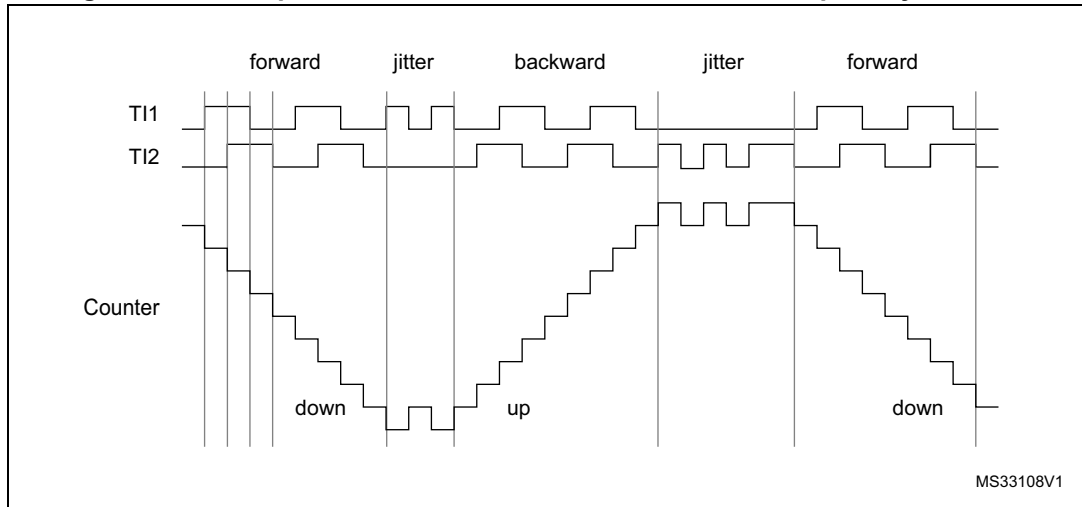 forward jitter backward jitter forward
TI1
TI2
Counter
down up down
MS33108V1